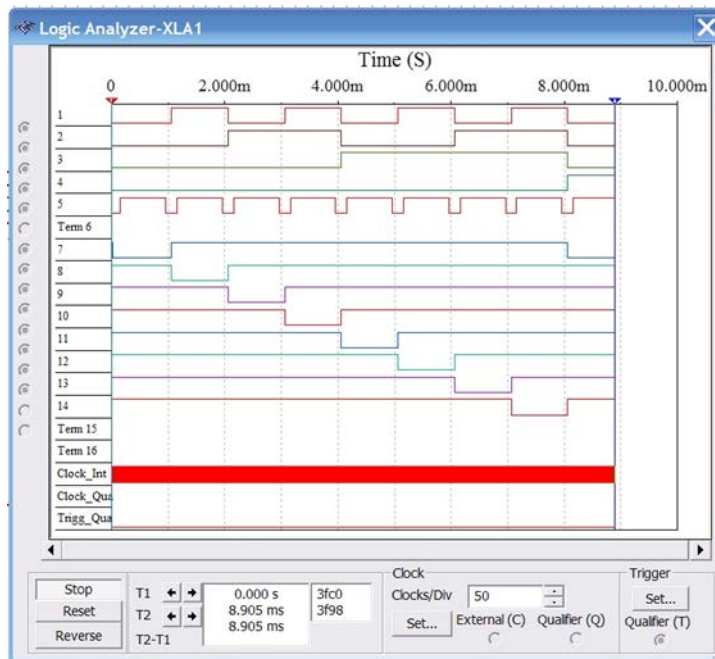 Logic Analyzer-XLA1
Time (S)
0 2.000m 4.000m 6.000m 8.000m 10.000m
1
2
3
4
5
Term 6
7
8
9
10
11
12
13
14
Term 15
Term 16
Clock_Int
Clock_Qua
Trigg_Qua
Stop
Reset
Reverse
T1
T2
T2-T1
0.000 s
8.905 ms
8.905 ms
3fc0
3f98
Clock
Clocks/Div 50
Set... External (C) Qualifier (Q)
Trigger
Set...
Qualifier (T)